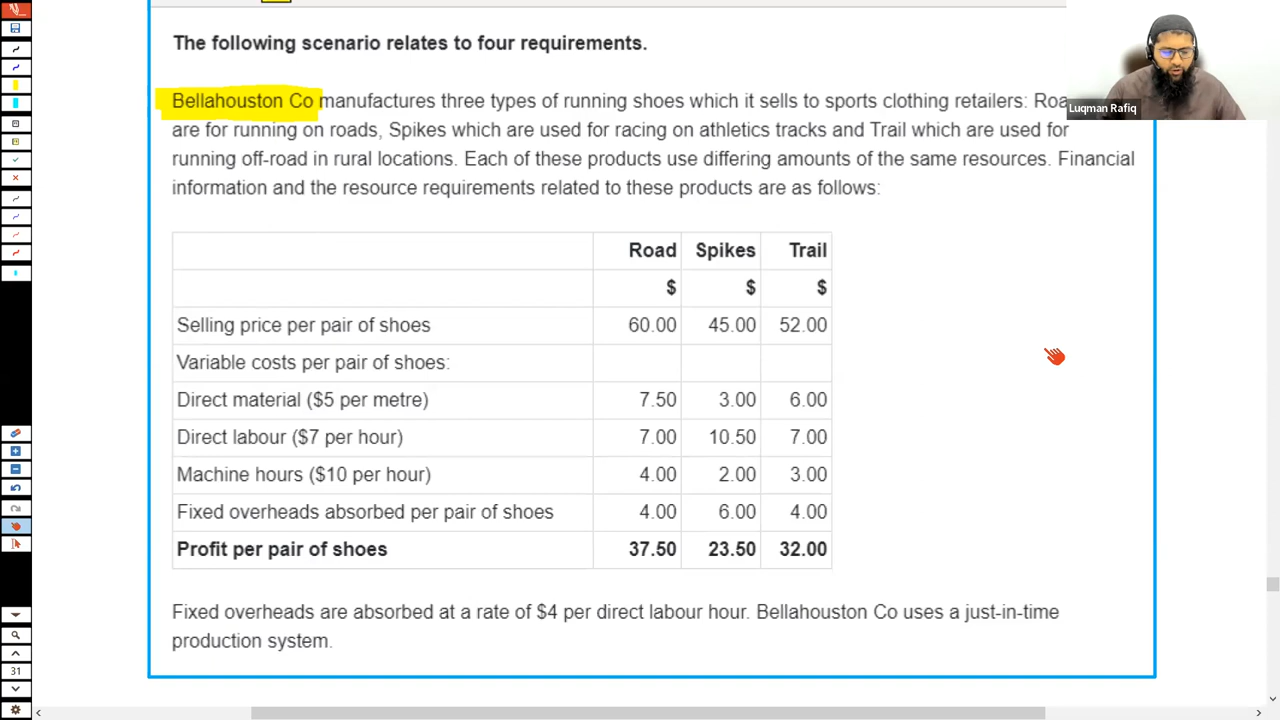 The following scenario relates to four requirements.
Bellahouston Co manufactures three types of running shoes which it sells to sports clothing retailers:
Luqman Rafiq
are for running on roads, Spikes which are used for racing on athletics tracks and Trail which are used for
running off-road in rural locations. Each of these products use differing amounts of the same resources. Financial
information and the resource requirements related to these products are as follows:
Road Spikes Trail
$ $ $
Selling price per pair of shoes 60.00 45.00 52.00
Variable costs per pair of shoes:
Direct material ($5 per metre) 7.50 3.00 6.00
Direct labour ($7 per hour) 7.00 10.50 7.00
Machine hours ($10 per hour) 4.00 2.00 3.00
Fixed overheads absorbed per pair of shoes 4.00 6.00 4.00
Profit per pair of shoes 37.50 23.50 32.00
Fixed overheads are absorbed at a rate of $4 per direct labour hour. Bellahouston Co uses a just-in-time
production system.
31